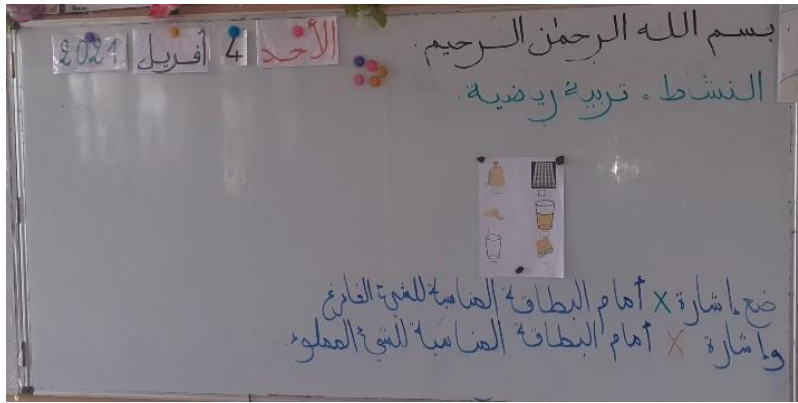 بسم الله الرحمٰن الرحيم.
الأحد 4 أفريل 2021
النشاط: تربية رياضية.
ضع إشارة X أمام البطاقة المناسبة للشيء الفارغ
وإشارة X أمام البطاقة المناسبة للشيء المملوء.